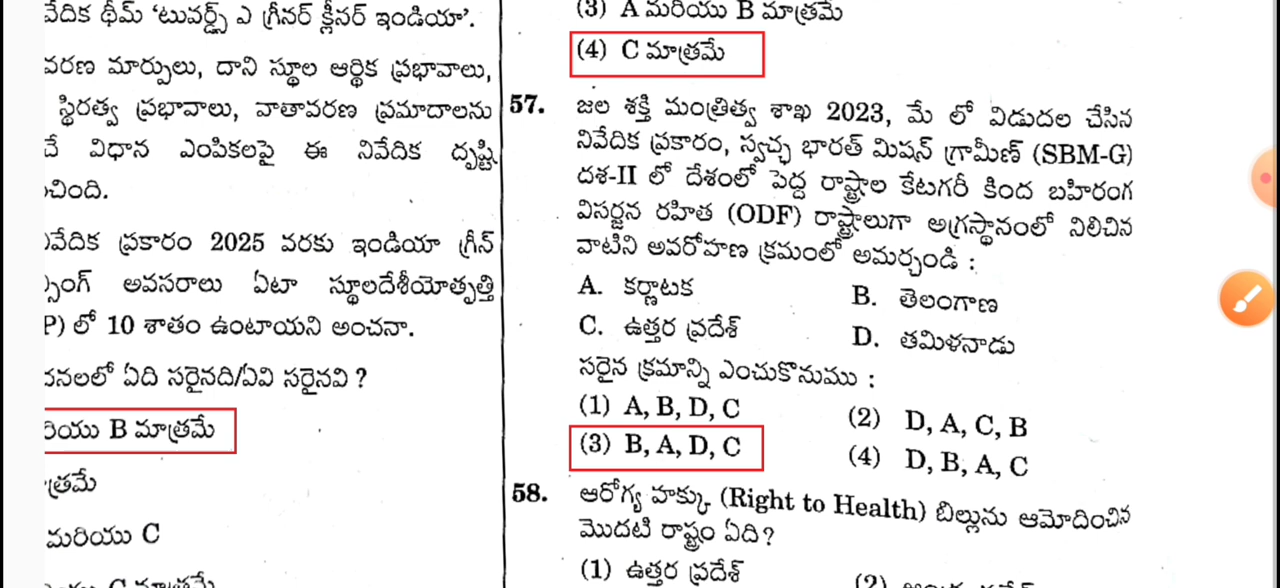 వేదిక థీమ్ 'టువర్డ్స్ ఎ గ్రీనర్ క్లీనర్ ఇండియా'.
వరణ మార్పులు, దాని స్థూల ఆర్థిక ప్రభావాలు,
స్థిరత్వ ప్రభావాలు, వాతావరణ ప్రమాదాలను
చే విధాన ఎంపికలపై ఈ నివేదిక దృష్టి
చింది.
వేదిక ప్రకారం 2025 వరకు ఇండియా గ్రీన్
అవసరాలు ఏటా స్థూలదేశీయోత్పత్తి
P) లో 10 శాతం ఉంటాయని అంచనా.
చనలలో ఏది సరైనది/ఏవి సరైనవి ?
రియు B మాత్రమే
త్రమే
మరియు C
C మాత్రమే
(3) A మరియు B మాత్రమే
(4) C మాత్రమే
57. జల శక్తి మంత్రిత్వ శాఖ 2023, మే లో విడుదల చేసిన
నివేదిక ప్రకారం, స్వచ్ఛ భారత్ మిషన్ గ్రామీణ్ (SBM-G)
దశ-II లో దేశంలో పెద్ద రాష్ట్రాల కేటగరీ కింద బహిరంగ
విసర్జన రహిత (ODF) రాష్ట్రాలుగా అగ్రస్థానంలో నిలిచిన
వాటిని అవరోహణ క్రమంలో అమర్చండి :
A. కర్ణాటక B. తెలంగాణ
C. ఉత్తర ప్రదేశ్ D. తమిళనాడు
సరైన క్రమాన్ని ఎంచుకొనుము :
(1) A, B, D, C (2) D, A, C, B
(3) B, A, D, C (4) D, B, A, C
58. ఆరోగ్య హక్కు (Right to Health) బిల్లును ఆమోదించిన
మొదటి రాష్ట్రం ఏది?
(1) ఉత్తర ప్రదేశ్ (2)